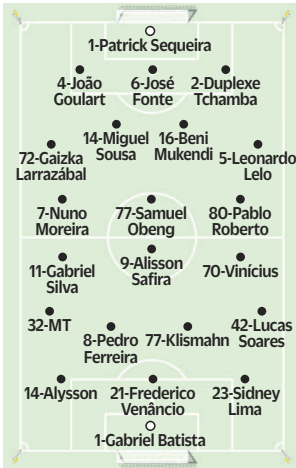 1-Patrick Sequeira
4-João
Goulart
6-José
Fonte
2-Duplexe
Tchamba
14-Miguel
Sousa
16-Beni
Mukendi
72-Gaizka
Larrazábal
5-Leonardo
Lelo
7-Nuno
Moreira
77-Samuel
Obeng
80-Pablo
Roberto
11-Gabriel
Silva
9-Alisson
Safira
70-Vinícius
32-MT
8-Pedro
Ferreira
77-Klismahn
42-Lucas
Soares
14-Alysson
21-Frederico
Venâncio
23-Sidney
Lima
1-Gabriel Batista